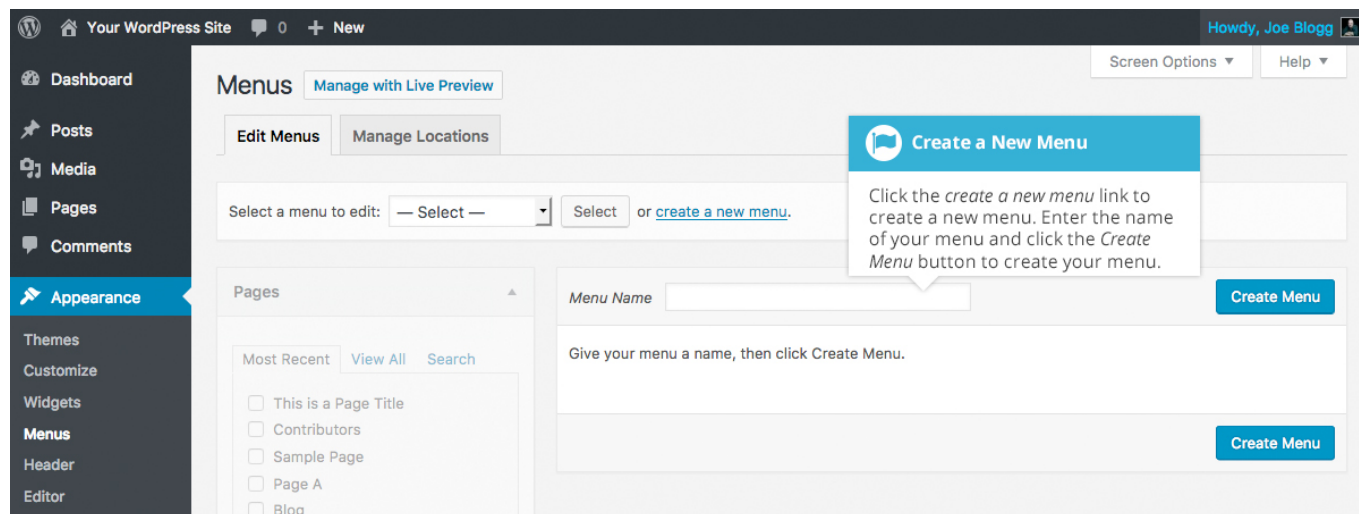 Your WordPress Site 0 + New Howdy, Joe Blogg
Screen Options ▼ Help ▼
Dashboard
Posts
Media
Pages
Comments
Appearance
Themes
Customize
Widgets
Menus
Header
Editor
Menus Manage with Live Preview
Edit Menus Manage Locations
Select a menu to edit: — Select — Select or create a new menu.
Create a New Menu
Click the create a new menu link to
create a new menu. Enter the name
of your menu and click the Create
Menu button to create your menu.
Pages
Most Recent View All Search
This is a Page Title
Contributors
Sample Page
Page A
Blog
Menu Name Create Menu
Give your menu a name, then click Create Menu.
Create Menu